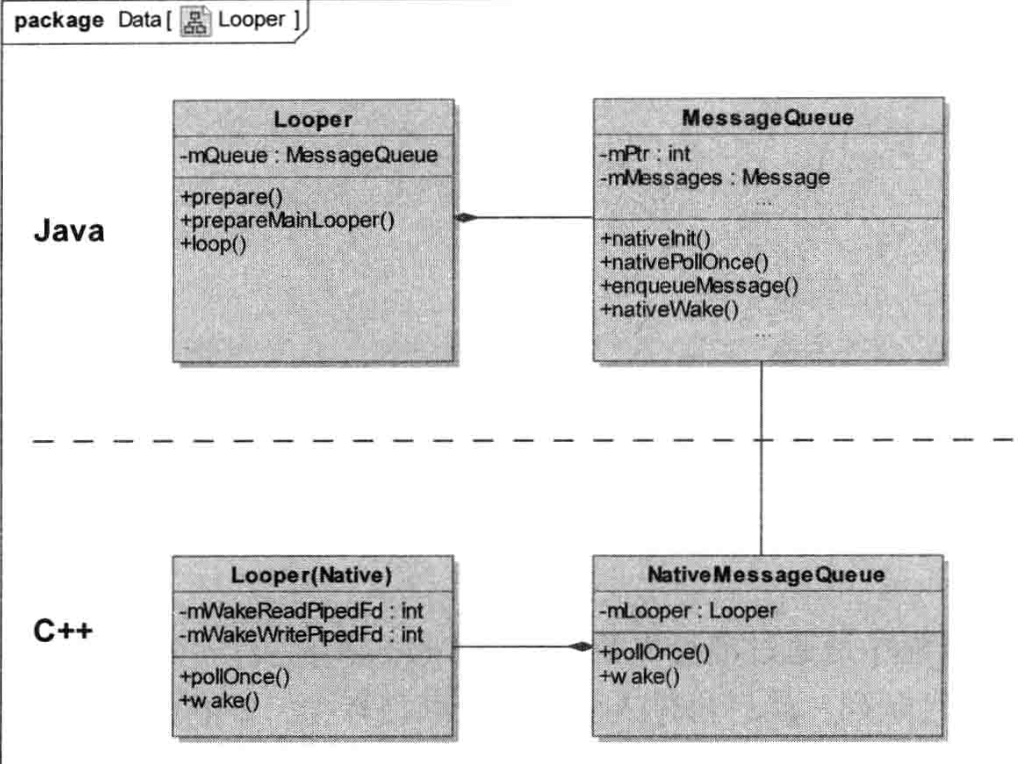 package Data [ Looper ]
Looper
-mQueue : MessageQueue
+prepare()
+prepareMainLooper()
+loop()
MessageQueue
-mPtr : int
-mMessages : Message
...
+nativeInit()
+nativePollOnce()
+enqueueMessage()
+nativeWake()
...
Java
C++
Looper(Native)
-mWakeReadPipedFd : int
-mWakeWritePipedFd : int
+pollOnce()
+w ake()
NativeMessageQueue
-mLooper : Looper
+pollOnce()
+w ake()